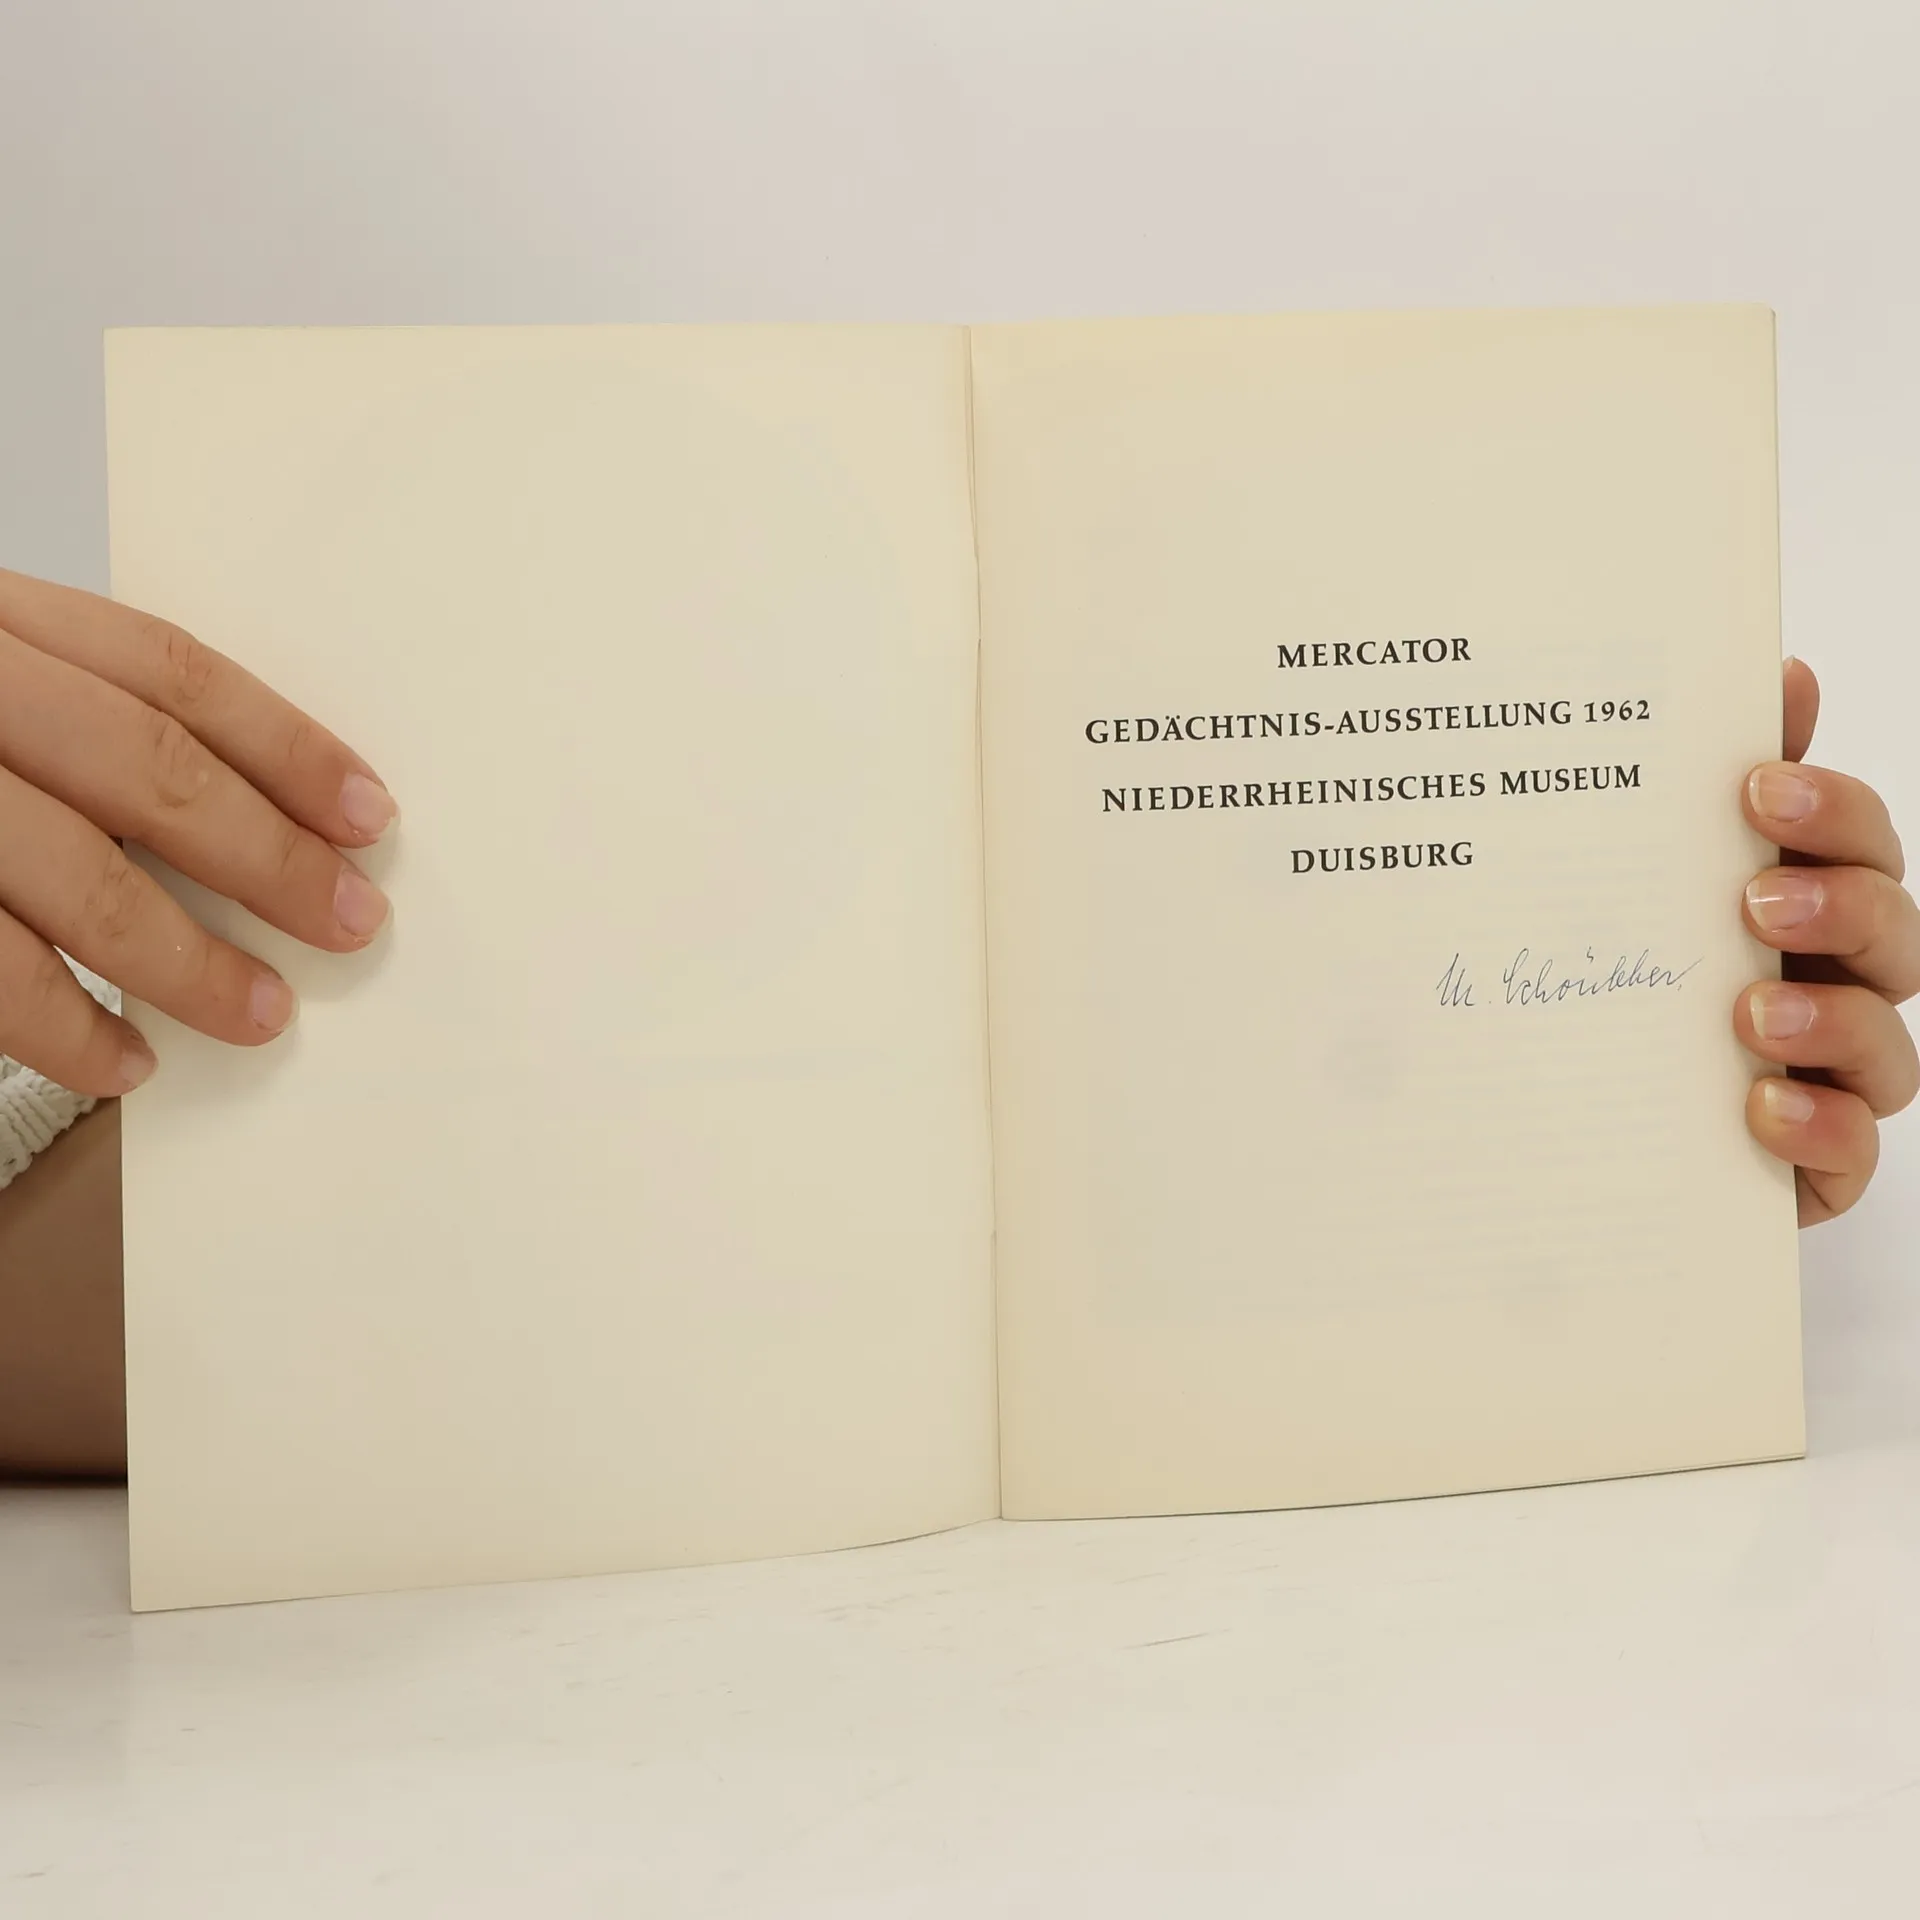 MERCATOR
GEDÄCHTNIS-AUSSTELLUNG 1962
NIEDERRHEINISCHES MUSEUM
DUISBURG